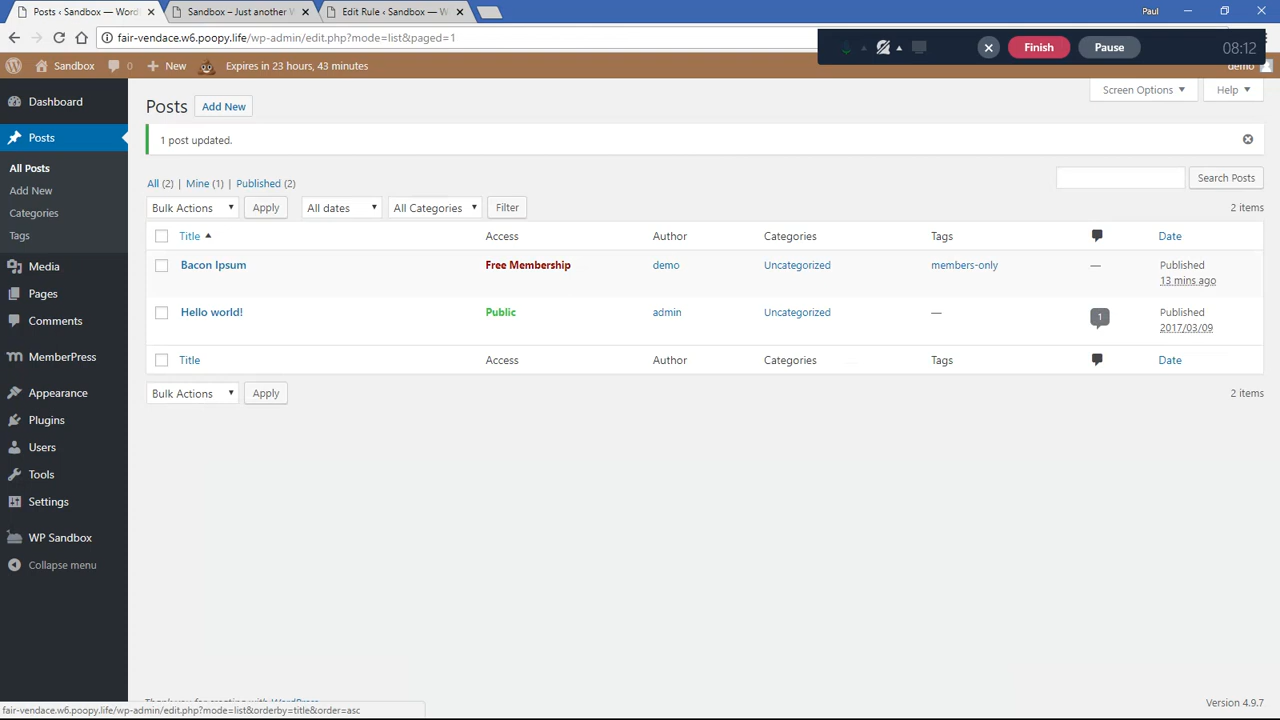 Posts ‹ Sandbox — Word
Sandbox – Just another W
Edit Rule ‹ Sandbox — W
Paul
fair-vendace.w6.poopy.life/wp-admin/edit.php?mode=list&paged=1
Finish
Pause
08:12
Sandbox
0
New
Expires in 23 hours, 43 minutes
demo
Dashboard
Posts
All Posts
Add New
Categories
Tags
Media
Pages
Comments
MemberPress
Appearance
Plugins
Users
Tools
Settings
WP Sandbox
Collapse menu
Posts
Add New
Screen Options
Help
1 post updated.
All (2) | Mine (1) | Published (2)
Search Posts
Bulk Actions
Apply
All dates
All Categories
Filter
2 items
Title
Access
Author
Categories
Tags
Date
Bacon Ipsum
Free Membership
demo
Uncategorized
members-only
—
Published
13 mins ago
Hello world!
Public
admin
Uncategorized
—
1
Published
2017/03/09
Title
Access
Author
Categories
Tags
Date
Bulk Actions
Apply
2 items
Thank you for creating with WordPress.
Version 4.9.7
fair-vendace.w6.poopy.life/wp-admin/edit.php?mode=list&orderby=title&order=asc